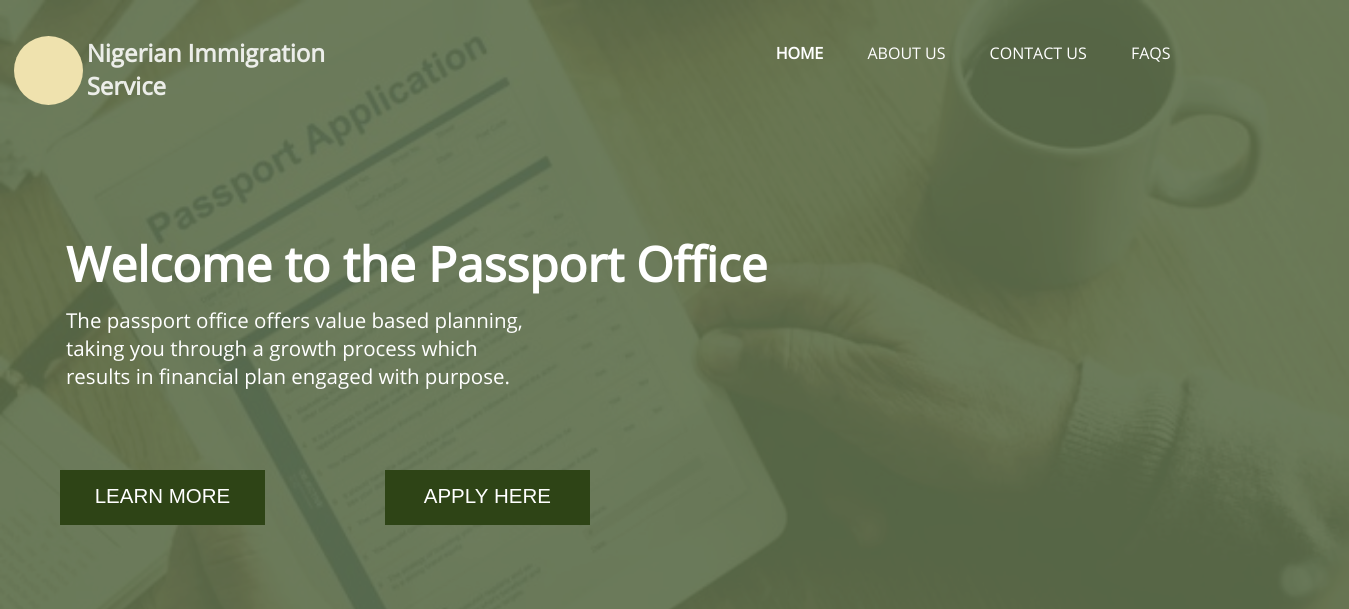 Nigerian Immigration
Service
HOME
ABOUT US
CONTACT US
FAQS
Passport Application
Welcome to the Passport Office
The passport office offers value based planning,
taking you through a growth process which
results in financial plan engaged with purpose.
LEARN MORE
APPLY HERE